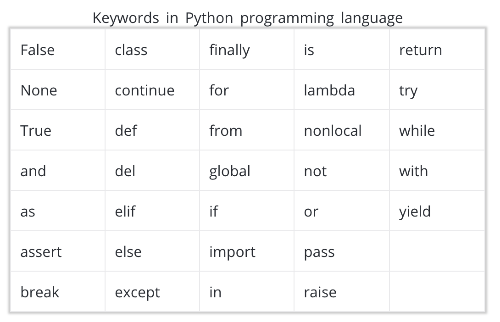 Keywords in Python programming language
False class finally is return
None continue for lambda try
True def from nonlocal while
and del global not with
as elif if or yield
assert else import pass
break except in raise